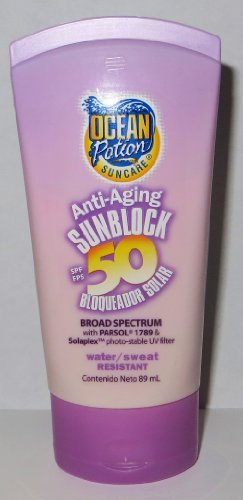 OCEAN
Potion
SUNCARE®
Anti-Aging
SUNBLOCK
SPF
FPS
50
BLOQUEADOR SOLAR
BROAD SPECTRUM
with PARSOL® 1789 &
Solaplex™ photo-stable UV filter
water/sweat
RESISTANT
Contenido Neto 89 mL